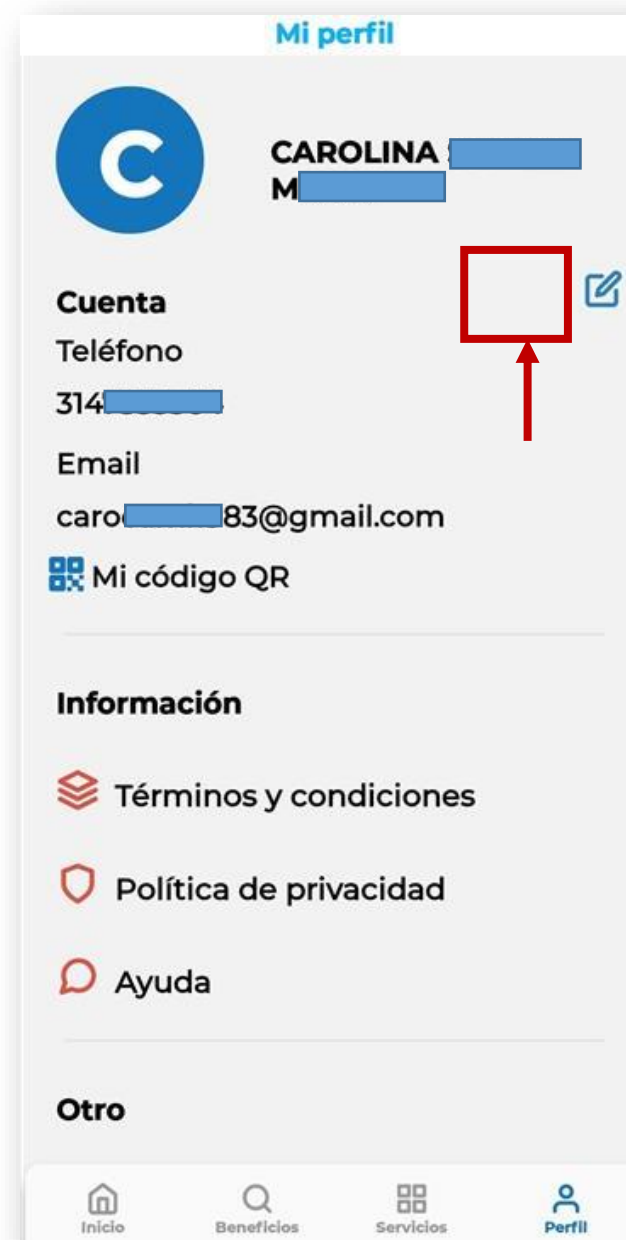 Mi perfil
C
CAROLINA
M
Cuenta
Teléfono
314
Email
caro 83@gmail.com
Mi código QR
Información
Términos y condiciones
Política de privacidad
Ayuda
Otro
Inicio Beneficios Servicios Perfil